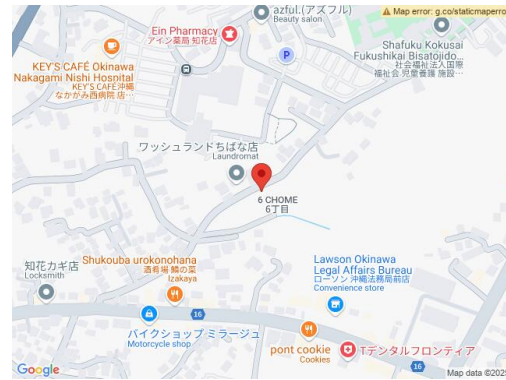 azful.(アズフル)
Beauty salon
Map error: g.co/staticmaperro
Ein Pharmacy
アイン薬局 知花店
P
Shafuku Kokusai
Fukushikai Bisatojido...
社会福祉法人国際
福祉会 児童養護 施設...
KEY'S CAFÉ Okinawa
Nakagami Nishi Hosnital
KEY'S CAFÉ沖縄
なかがみ西病院 店...
ワッシュランドちばな店
Laundromat
6 CHOME
6丁目
知花カギ店
Locksmith
Shukouba urokonohana
酒肴場 鱗の菜
Izakaya
Lawson Okinawa
Legal Affairs Bureau
ローソン 沖縄法務局前店
Convenience store
16
バイクショップ ミラージュ
Motorcycle shop
16
pont cookie
Cookies
Tデンタルフロンティア
16
Google
Map data ©2025